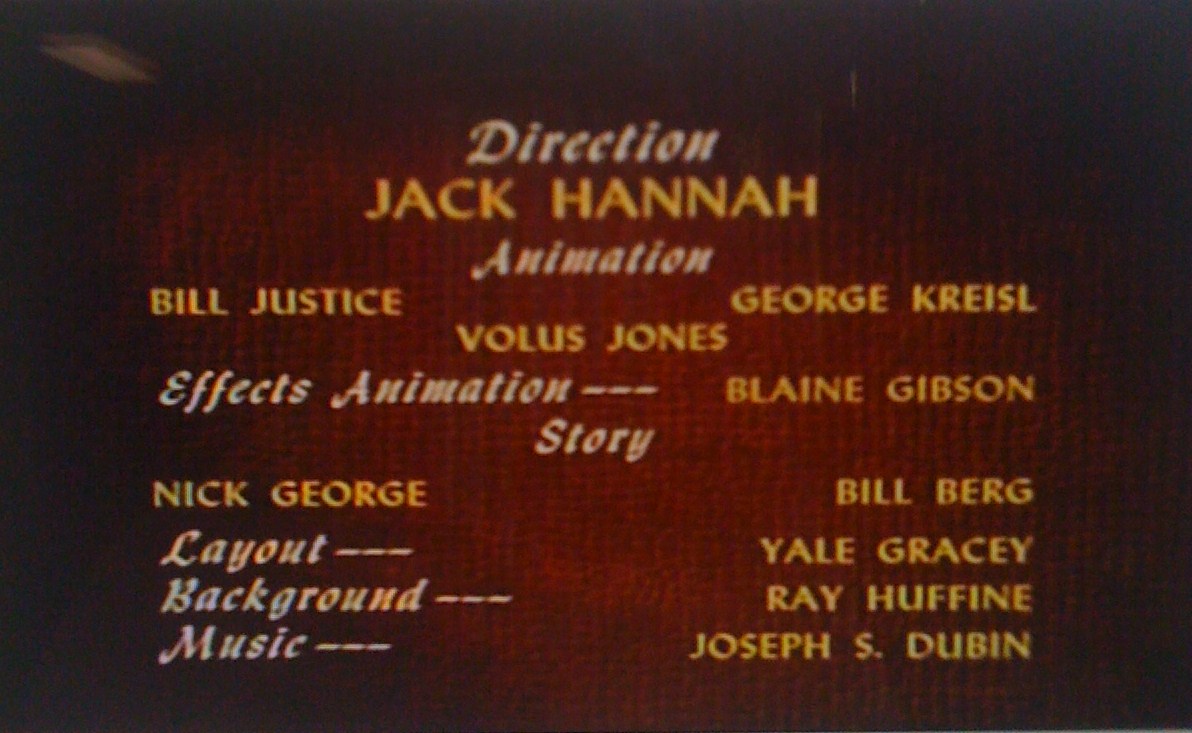 Direction
JACK HANNAH
Animation
BILL JUSTICE GEORGE KREISL
VOLUS JONES
Effects Animation --- BLAINE GIBSON
Story
NICK GEORGE BILL BERG
Layout --- YALE GRACEY
Background --- RAY HUFFINE
Music --- JOSEPH S. DUBIN